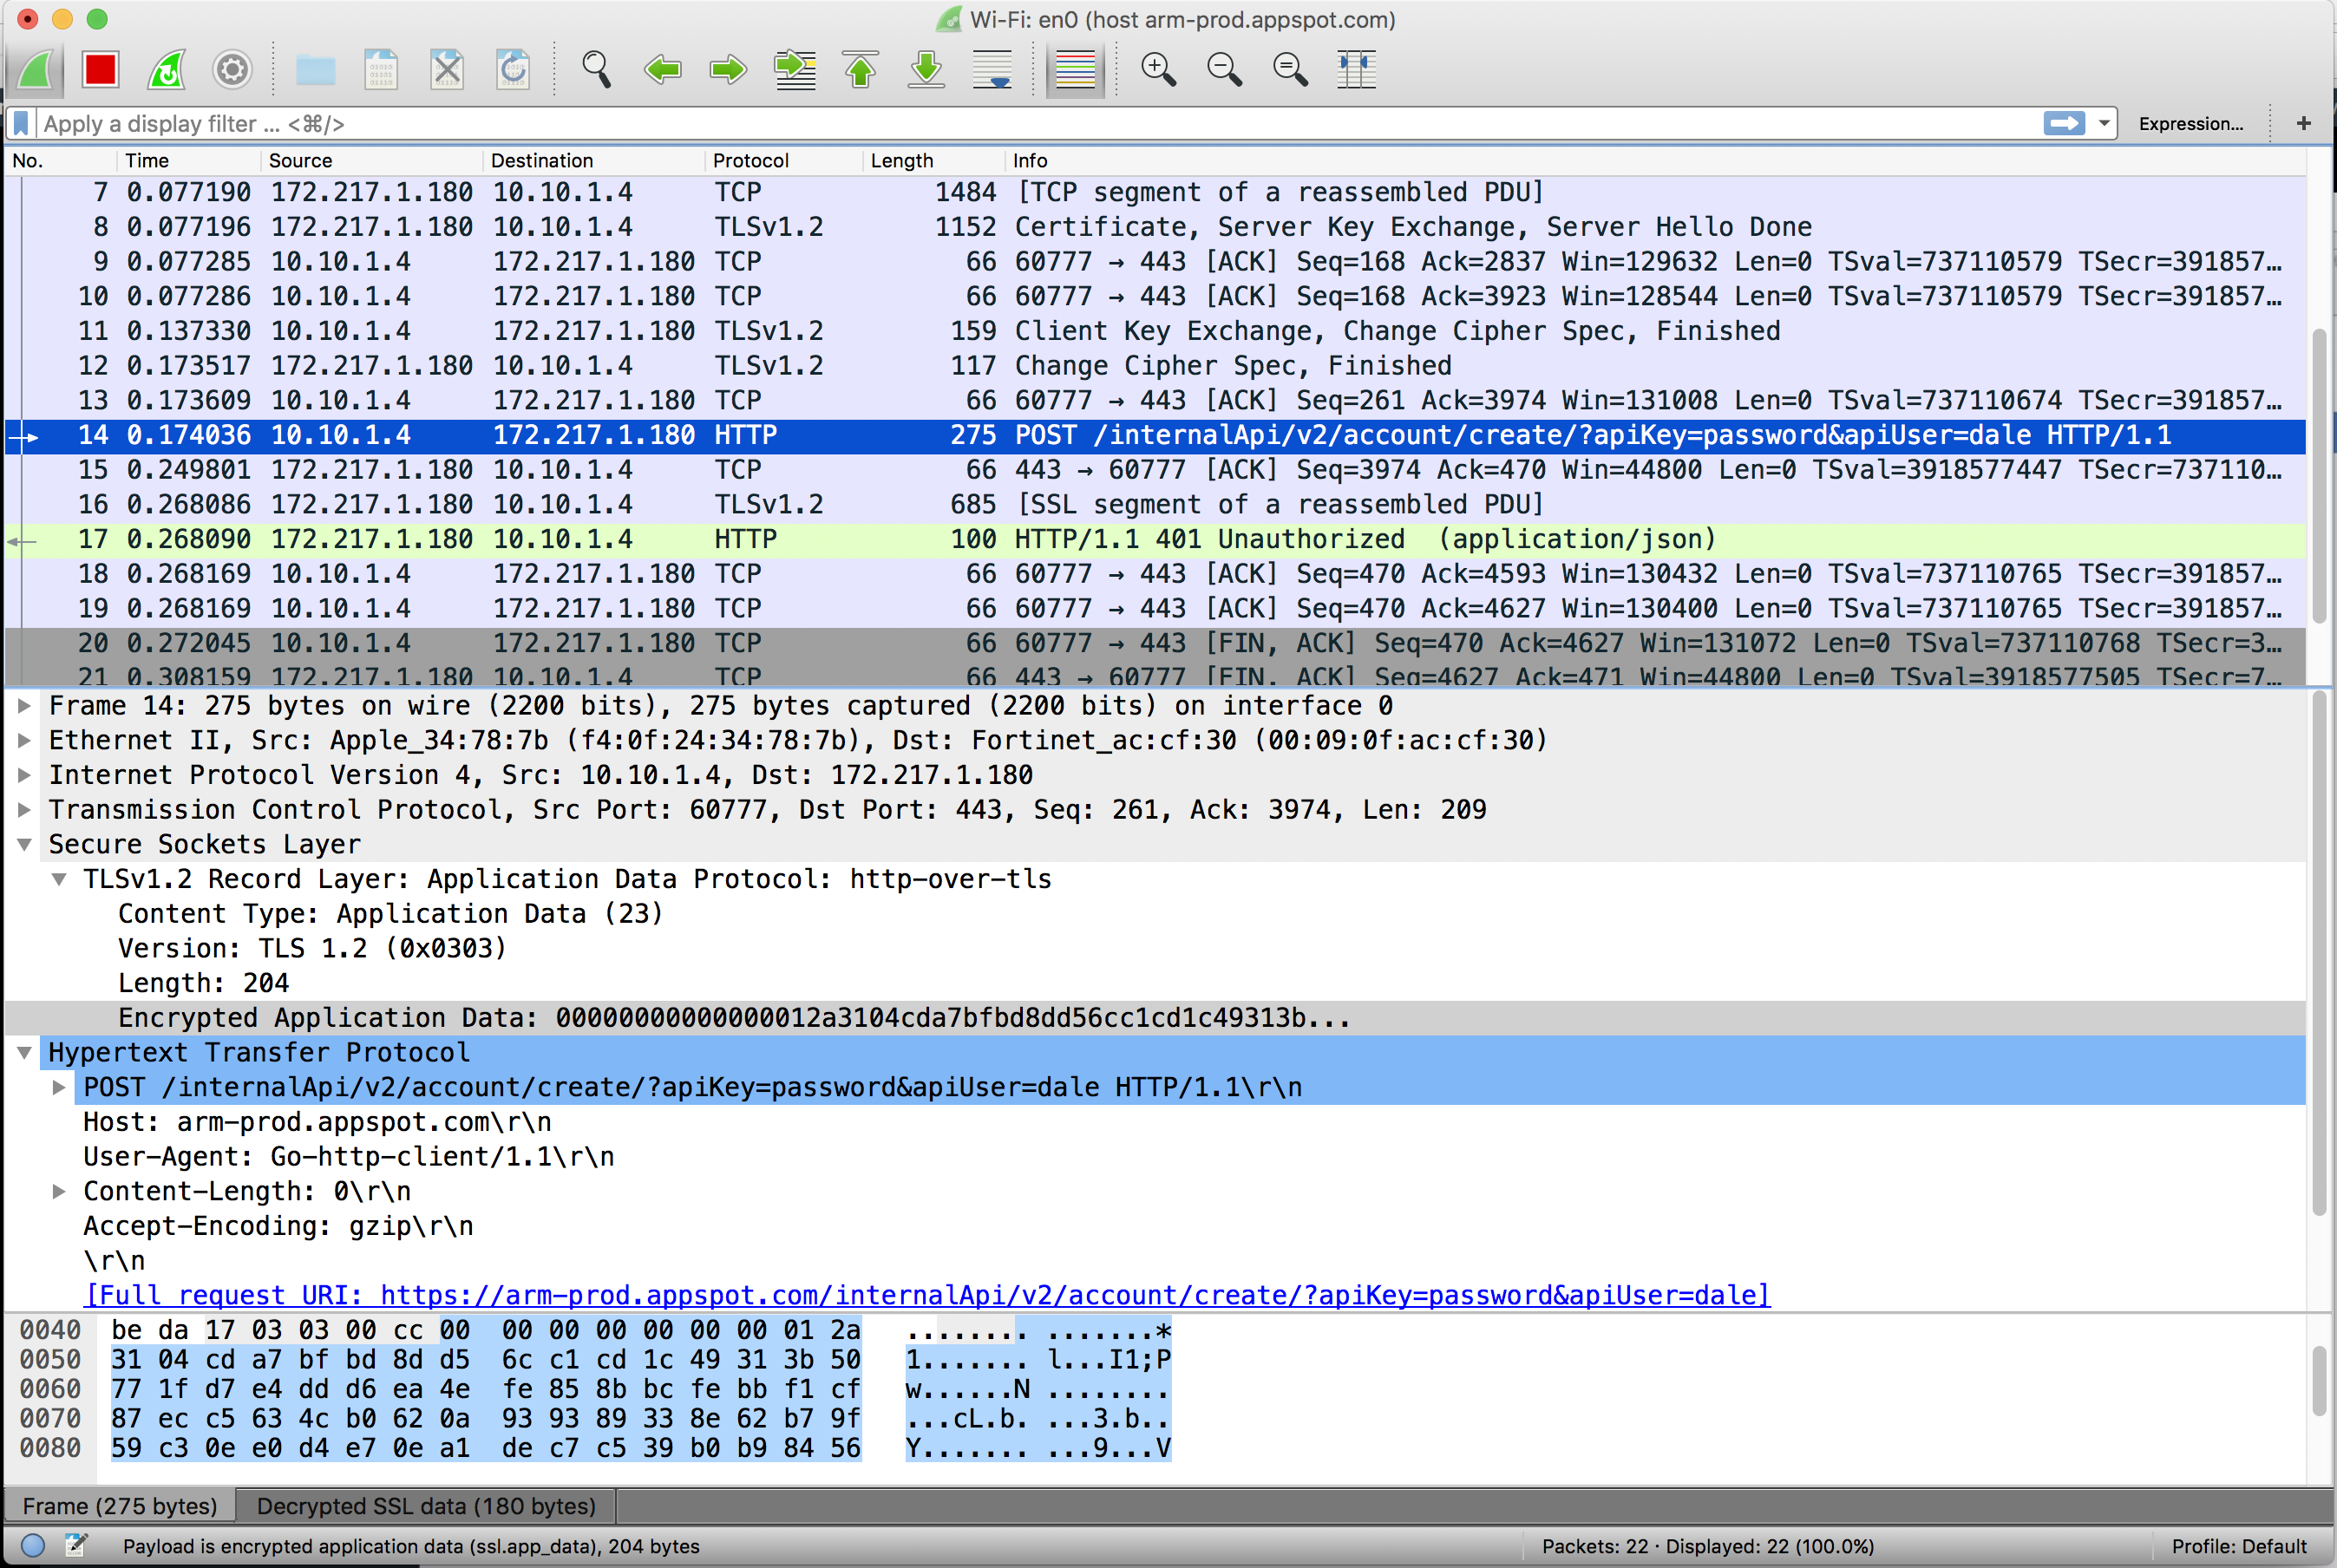 Wi-Fi: en0 (host arm-prod.appspot.com)
Apply a display filter ... <⌘/>
Expression...
+
No. Time Source Destination Protocol Length Info
7 0.077190 172.217.1.180 10.10.1.4 TCP 1484 [TCP segment of a reassembled PDU]
8 0.077196 172.217.1.180 10.10.1.4 TLSv1.2 1152 Certificate, Server Key Exchange, Server Hello Done
9 0.077285 10.10.1.4 172.217.1.180 TCP 66 60777 → 443 [ACK] Seq=168 Ack=2837 Win=129632 Len=0 TSval=737110579 TSecr=391857…
10 0.077286 10.10.1.4 172.217.1.180 TCP 66 60777 → 443 [ACK] Seq=168 Ack=3923 Win=128544 Len=0 TSval=737110579 TSecr=391857…
11 0.137330 10.10.1.4 172.217.1.180 TLSv1.2 159 Client Key Exchange, Change Cipher Spec, Finished
12 0.173517 172.217.1.180 10.10.1.4 TLSv1.2 117 Change Cipher Spec, Finished
13 0.173609 10.10.1.4 172.217.1.180 TCP 66 60777 → 443 [ACK] Seq=261 Ack=3974 Win=131008 Len=0 TSval=737110674 TSecr=391857…
14 0.174036 10.10.1.4 172.217.1.180 HTTP 275 POST /internalApi/v2/account/create/?apiKey=password&apiUser=dale HTTP/1.1
15 0.249801 172.217.1.180 10.10.1.4 TCP 66 443 → 60777 [ACK] Seq=3974 Ack=470 Win=44800 Len=0 TSval=3918577447 TSecr=737110…
16 0.268086 172.217.1.180 10.10.1.4 TLSv1.2 685 [SSL segment of a reassembled PDU]
17 0.268090 172.217.1.180 10.10.1.4 HTTP 100 HTTP/1.1 401 Unauthorized  (application/json)
18 0.268169 10.10.1.4 172.217.1.180 TCP 66 60777 → 443 [ACK] Seq=470 Ack=4593 Win=130432 Len=0 TSval=737110765 TSecr=391857…
19 0.268169 10.10.1.4 172.217.1.180 TCP 66 60777 → 443 [ACK] Seq=470 Ack=4627 Win=130400 Len=0 TSval=737110765 TSecr=391857…
20 0.272045 10.10.1.4 172.217.1.180 TCP 66 60777 → 443 [FIN, ACK] Seq=470 Ack=4627 Win=131072 Len=0 TSval=737110768 TSecr=3…
21 0.308159 172.217.1.180 10.10.1.4 TCP 66 443 → 60777 [FIN, ACK] Seq=4627 Ack=471 Win=44800 Len=0 TSval=3918577505 TSecr=7…
Frame 14: 275 bytes on wire (2200 bits), 275 bytes captured (2200 bits) on interface 0
Ethernet II, Src: Apple_34:78:7b (f4:0f:24:34:78:7b), Dst: Fortinet_ac:cf:30 (00:09:0f:ac:cf:30)
Internet Protocol Version 4, Src: 10.10.1.4, Dst: 172.217.1.180
Transmission Control Protocol, Src Port: 60777, Dst Port: 443, Seq: 261, Ack: 3974, Len: 209
Secure Sockets Layer
TLSv1.2 Record Layer: Application Data Protocol: http-over-tls
Content Type: Application Data (23)
Version: TLS 1.2 (0x0303)
Length: 204
Encrypted Application Data: 00000000000000012a3104cda7bfbd8dd56cc1cd1c49313b...
Hypertext Transfer Protocol
POST /internalApi/v2/account/create/?apiKey=password&apiUser=dale HTTP/1.1\r\n
Host: arm-prod.appspot.com\r\n
User-Agent: Go-http-client/1.1\r\n
Content-Length: 0\r\n
Accept-Encoding: gzip\r\n
\r\n
[Full request URI: https://arm-prod.appspot.com/internalApi/v2/account/create/?apiKey=password&apiUser=dale]
0040 be da 17 03 03 00 cc 00 00 00 00 00 00 00 01 2a ........ .......*
0050 31 04 cd a7 bf bd 8d d5 6c c1 cd 1c 49 31 3b 50 1....... l...I1;P
0060 77 1f d7 e4 dd d6 ea 4e fe 85 8b bc fe bb f1 cf w......N ........
0070 87 ec c5 63 4c b0 62 0a 93 93 89 33 8e 62 b7 9f ...cL.b. ...3.b..
0080 59 c3 0e e0 d4 e7 0e a1 de c7 c5 39 b0 b9 84 56 Y....... ...9...V
Frame (275 bytes) Decrypted SSL data (180 bytes)
Payload is encrypted application data (ssl.app_data), 204 bytes
Packets: 22 · Displayed: 22 (100.0%)
Profile: Default